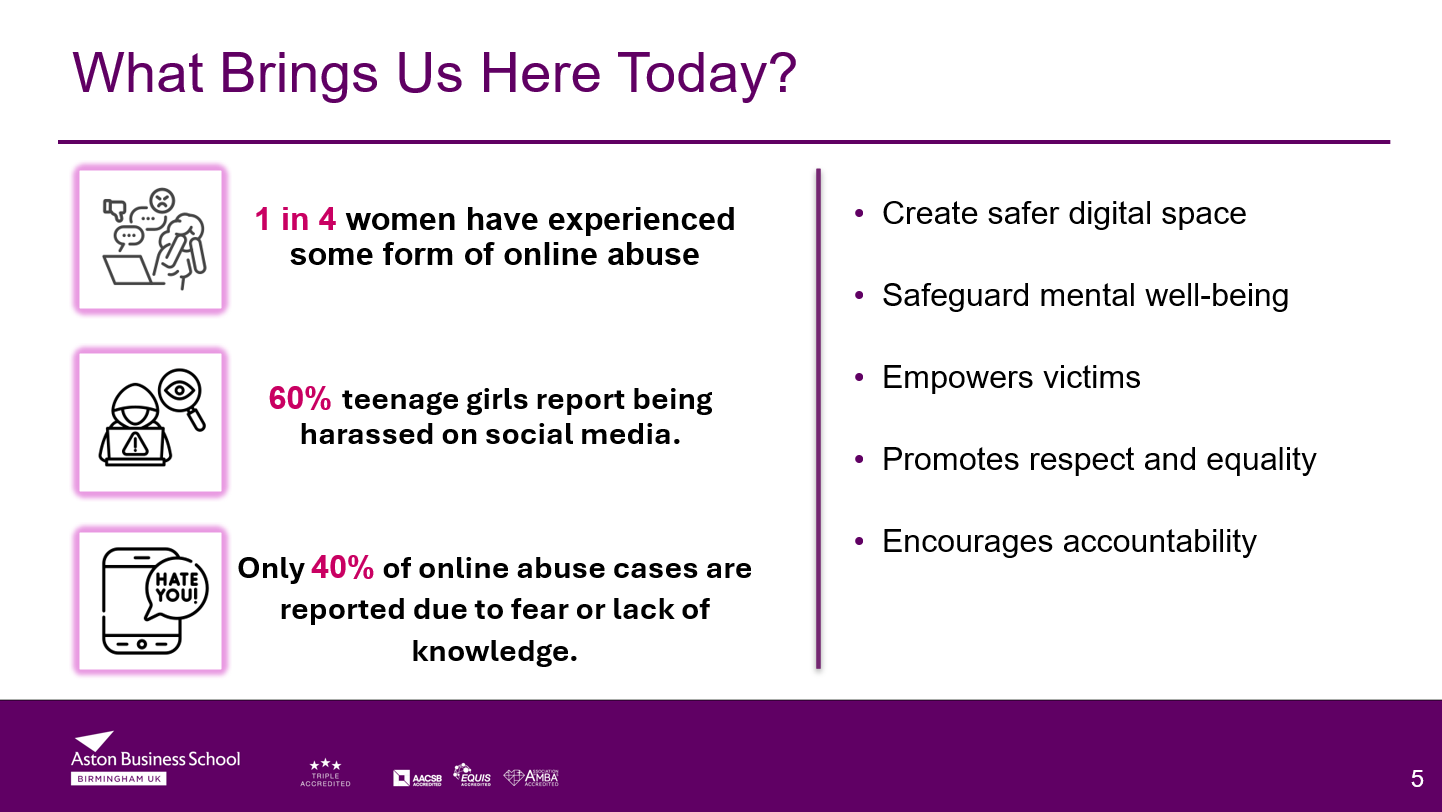 What Brings Us Here Today?
1 in 4 women have experienced
some form of online abuse
60% teenage girls report being
harassed on social media.
HATE
YOU!
Only 40% of online abuse cases are
reported due to fear or lack of
knowledge.
• Create safer digital space
• Safeguard mental well-being
• Empowers victims
• Promotes respect and equality
• Encourages accountability
Aston Business School
BIRMINGHAM UK
TRIPLE
ACCREDITED
AACSB
ACCREDITED
EQUIS
ACCREDITED
ASSOCIATION
AMBA
ACCREDITED
5